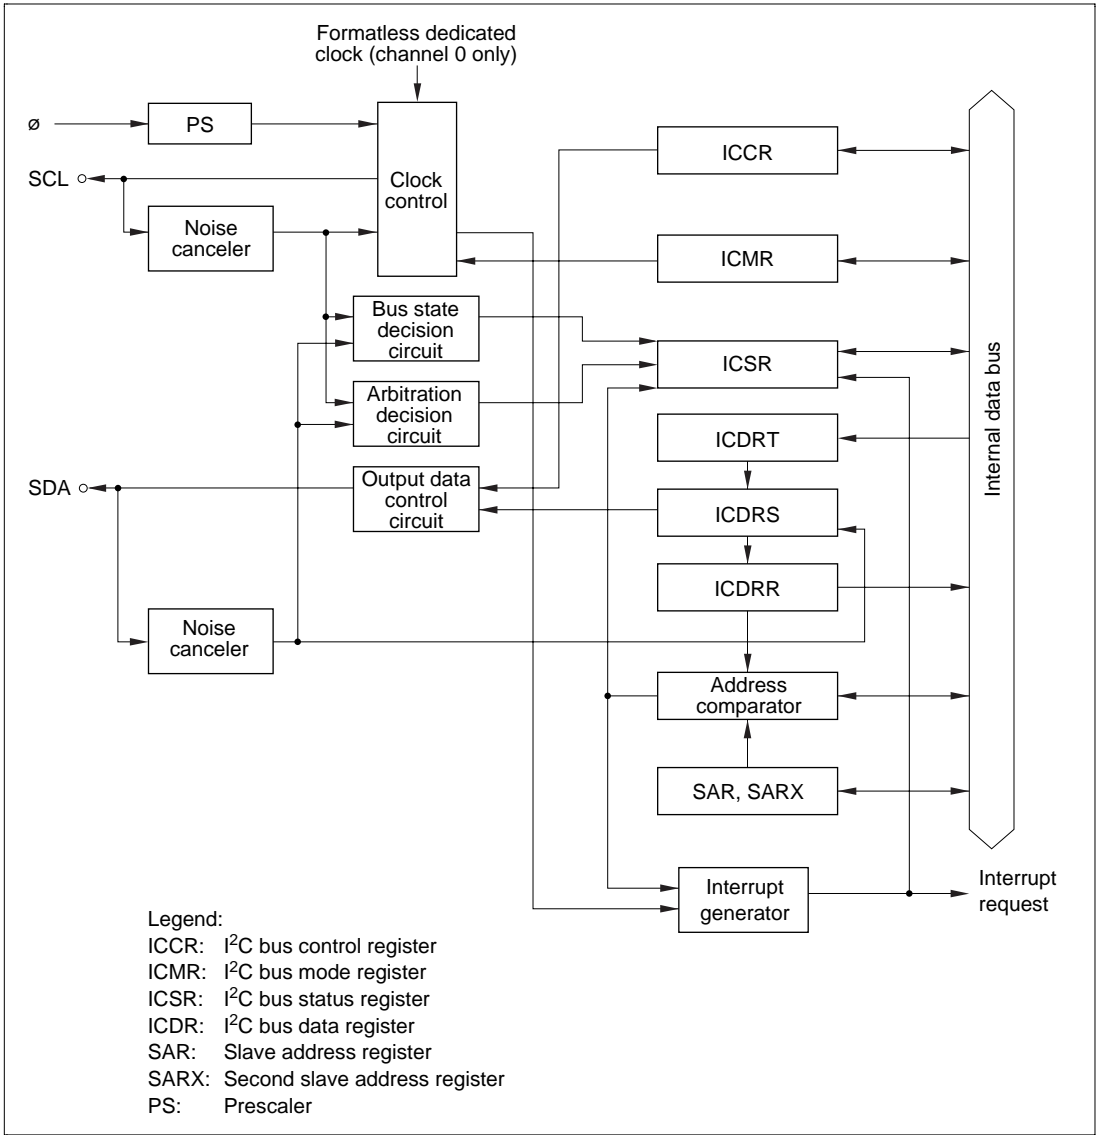 Formatless dedicated
clock (channel 0 only)
ø
PS
SCL
Clock
control
Noise
canceler
ICCR
ICMR
Bus state
decision
circuit
ICSR
Arbitration
decision
circuit
ICDRT
SDA
Output data
control
circuit
ICDRS
ICDRR
Noise
canceler
Address
comparator
SAR, SARX
Internal data bus
Interrupt
generator
Interrupt
request
Legend:
ICCR: I²C bus control register
ICMR: I²C bus mode register
ICSR: I²C bus status register
ICDR: I²C bus data register
SAR: Slave address register
SARX: Second slave address register
PS: Prescaler